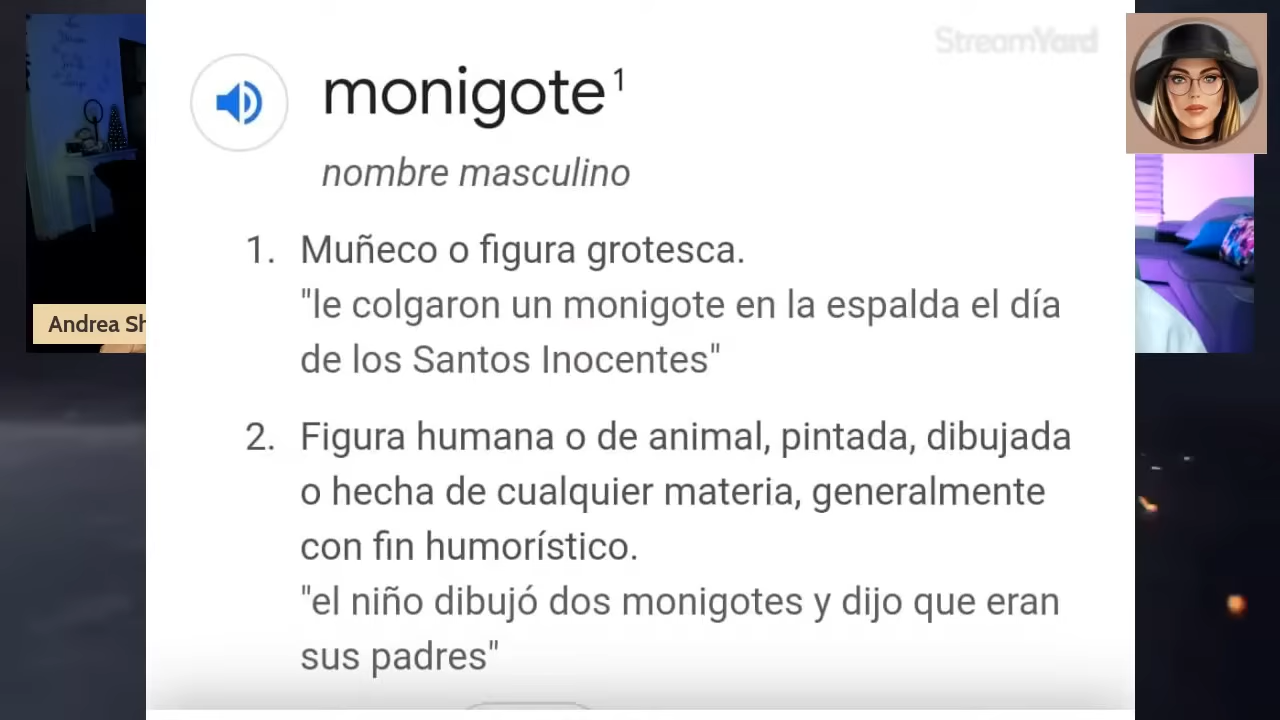 StreamYard
monigote1
nombre masculino
1. Muñeco o figura grotesca.
"le colgaron un monigote en la espalda el día
de los Santos Inocentes"
Andrea Sh
2. Figura humana o de animal, pintada, dibujada
o hecha de cualquier materia, generalmente
con fin humorístico.
"el niño dibujó dos monigotes y dijo que eran
sus padres"